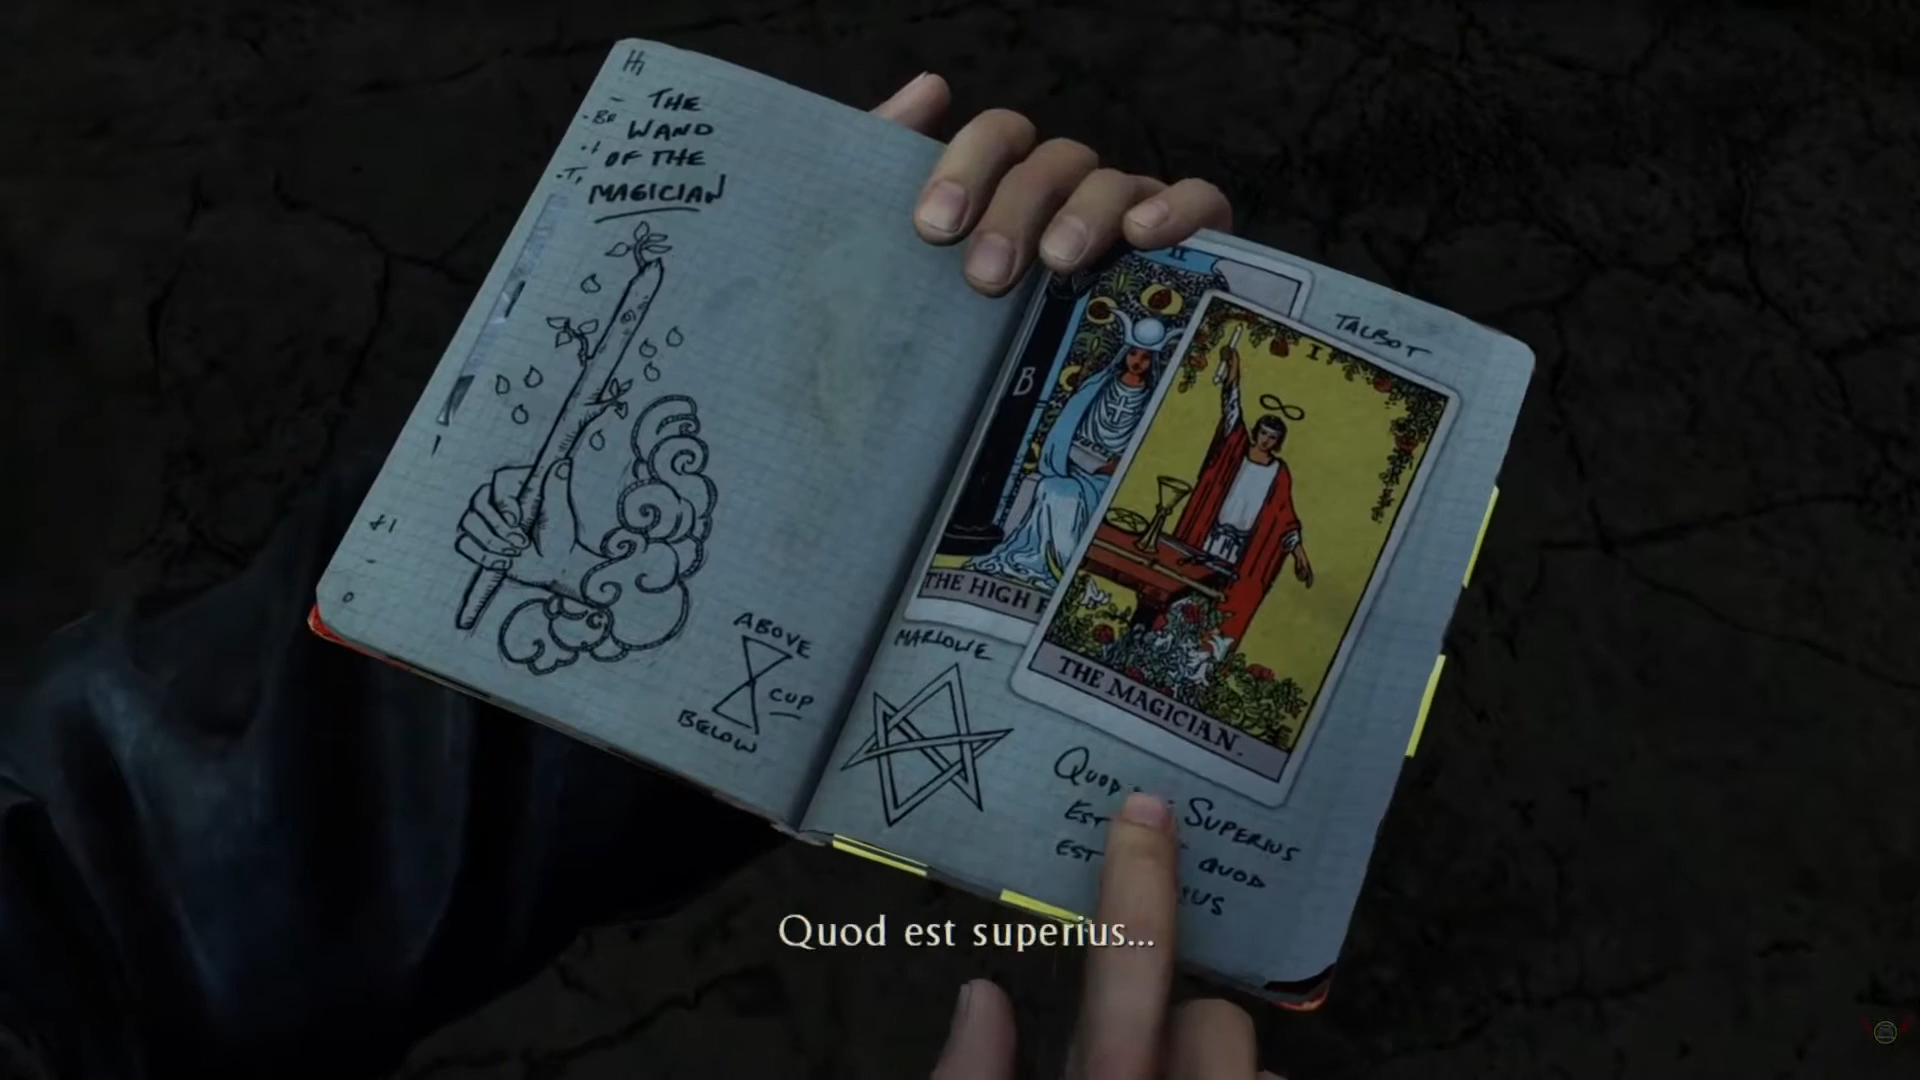 THE
WAND
OF THE
MAGICIAN
ABOVE
CUP
BELOW
II
B
THE HIGH
MARLOWE
TALBOT
I
THE MAGICIAN.
QUOD SUPERIUS
EST QUOD
EST
Quod est superius...